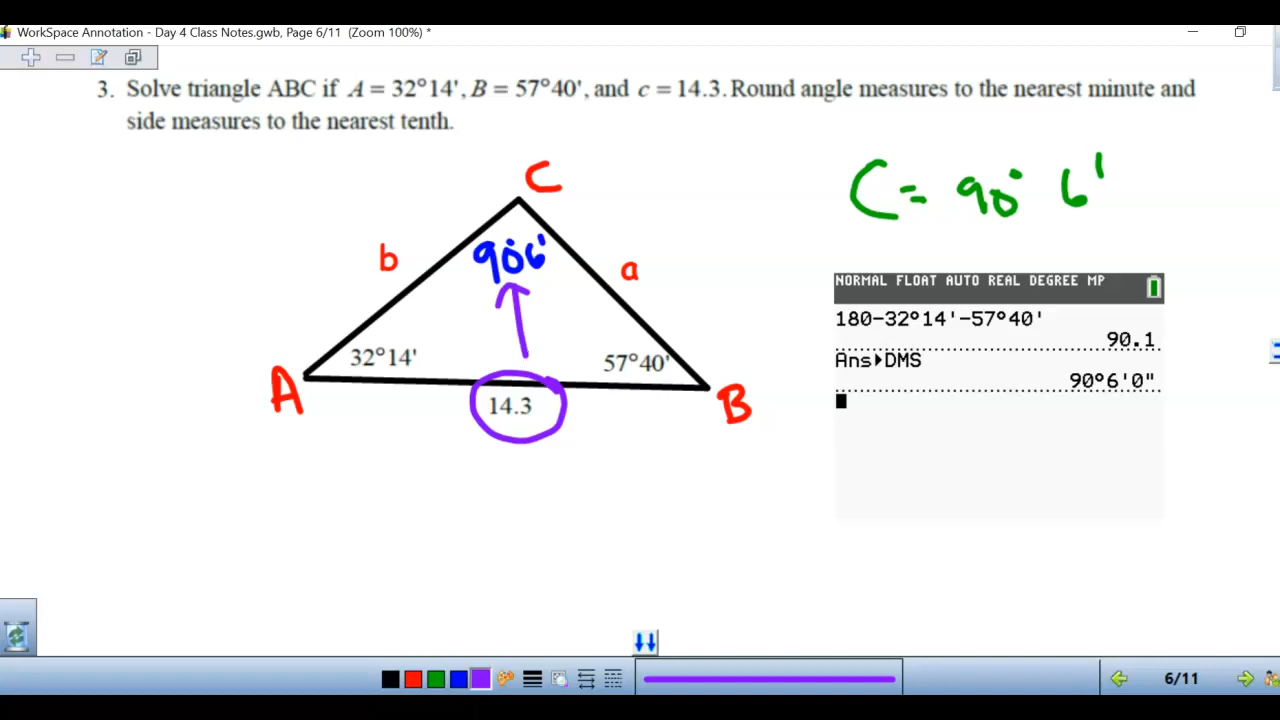 WorkSpace Annotation - Day 4 Class Notes.gwb, Page 6/11 (Zoom 100%) *
3. Solve triangle ABC if A = 32°14', B = 57°40', and c = 14.3. Round angle measures to the nearest minute and
side measures to the nearest tenth.
C
C = 90° 6'
b
90°6'
a
NORMAL FLOAT AUTO REAL DEGREE MP
180-32°14'-57°40'
90.1
Ans▸DMS
90°6'0"
32°14'
57°40'
A
14.3
B
6/11